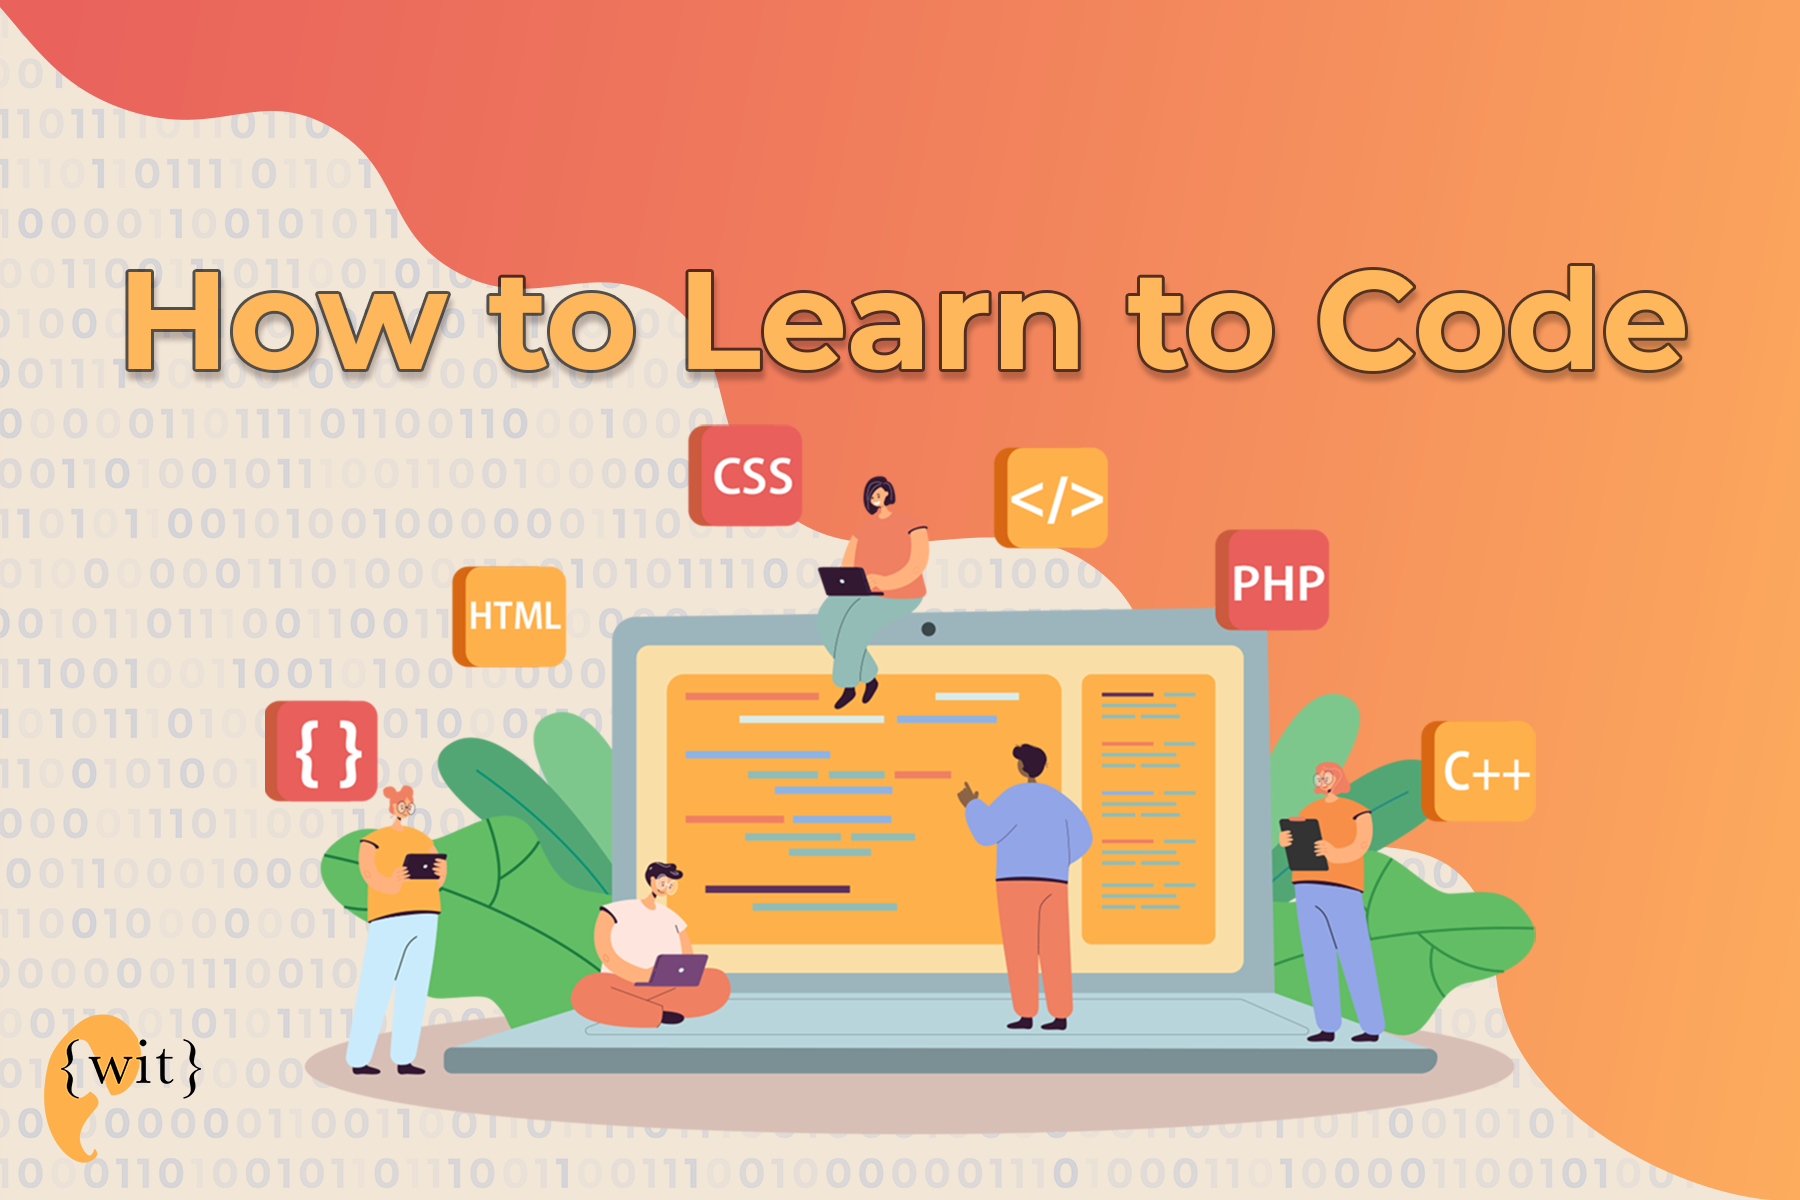 How to Learn to Code
CSS
</>
PHP
HTML
{ }
C++
{wit}